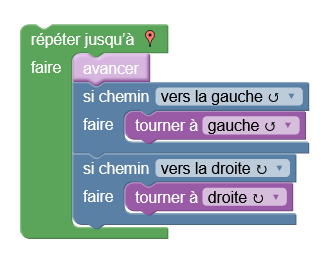 répéter jusqu'à
faire avancer
si chemin vers la gauche ↺
faire tourner à gauche ↺
si chemin vers la droite ↻
faire tourner à droite ↻